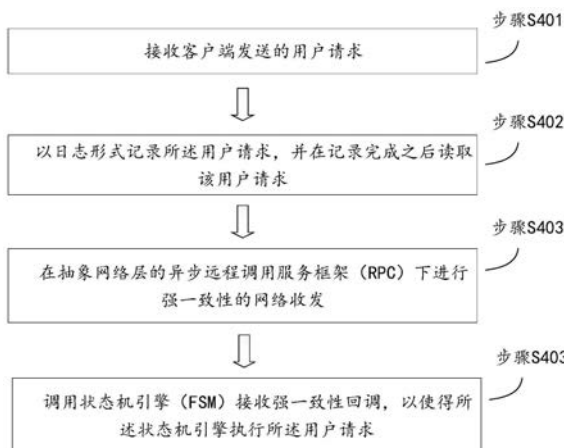 步骤S401
接收客户端发送的用户请求
步骤S402
以日志形式记录所述用户请求，并在记录完成之后读取
该用户请求
步骤S403
在抽象网络层的异步远程调用服务框架（RPC）下进行
强一致性的网络收发
步骤S403
调用状态机引擎（FSM）接收强一致性回调，以使得所
述状态机引擎执行所述用户请求